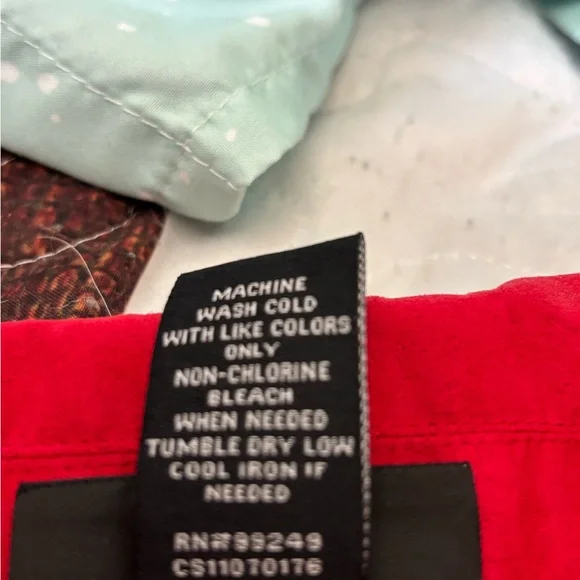 MACHINE
WASH COLD
WITH LIKE COLORS
ONLY
NON-CHLORINE
BLEACH
WHEN NEEDED
TUMBLE DRY LOW
COOL IRON IF
NEEDED
RN#99249
CS11070176